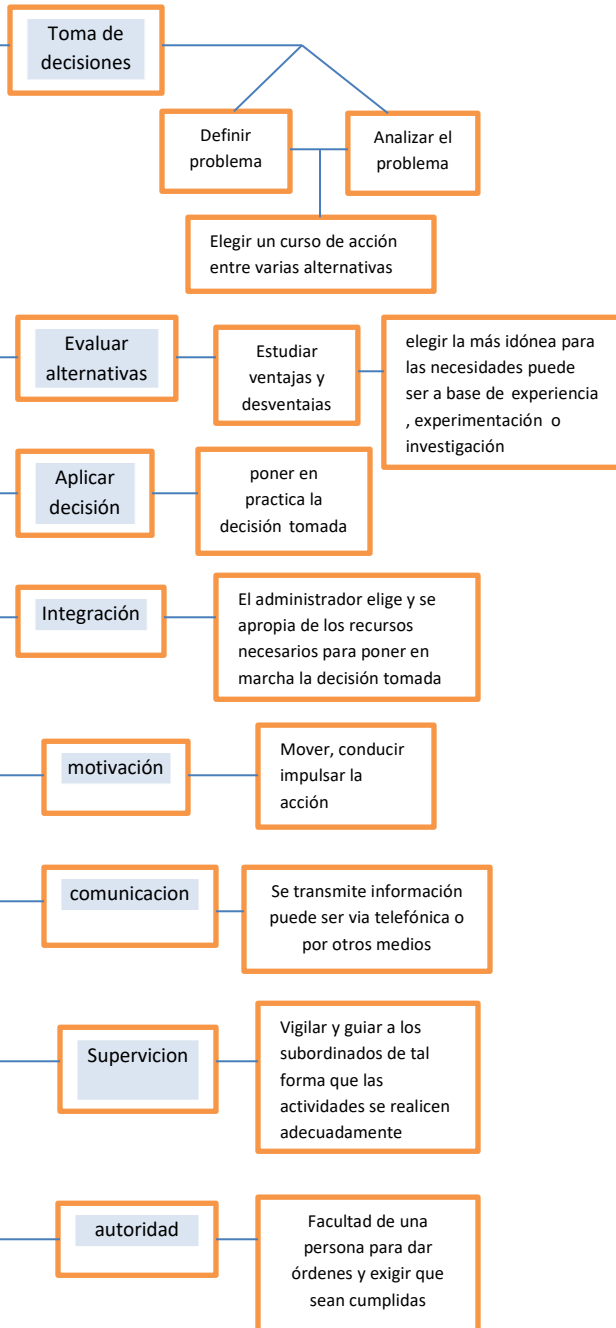 Toma de
decisiones
Definir
problema
Analizar el
problema
Elegir un curso de acción
entre varias alternativas
Evaluar
alternativas
Estudiar
ventajas y
desventajas
elegir la más idónea para
las necesidades puede
ser a base de experiencia
, experimentación o
investigación
Aplicar
decisión
poner en
practica la
decisión tomada
Integración
El administrador elige y se
apropia de los recursos
necesarios para poner en
marcha la decisión tomada
motivación
Mover, conducir
impulsar la
acción
comunicacion
Se transmite información
puede ser via telefónica o
por otros medios
Supervicion
Vigilar y guiar a los
subordinados de tal
forma que las
actividades se realicen
adecuadamente
autoridad
Facultad de una
persona para dar
órdenes y exigir que
sean cumplidas